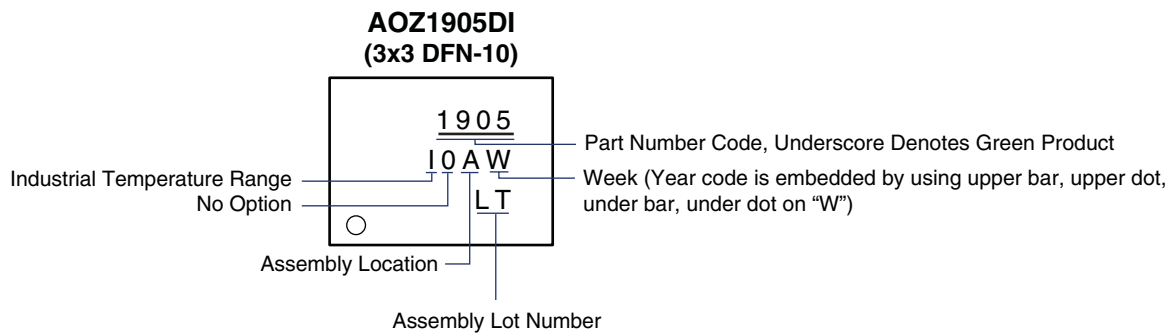 AOZ1905DI
(3x3 DFN-10)
1905
Part Number Code, Underscore Denotes Green Product
I0AW
Industrial Temperature Range
Week (Year code is embedded by using upper bar, upper dot,
under bar, under dot on “W”)
No Option
LT
Assembly Location
Assembly Lot Number